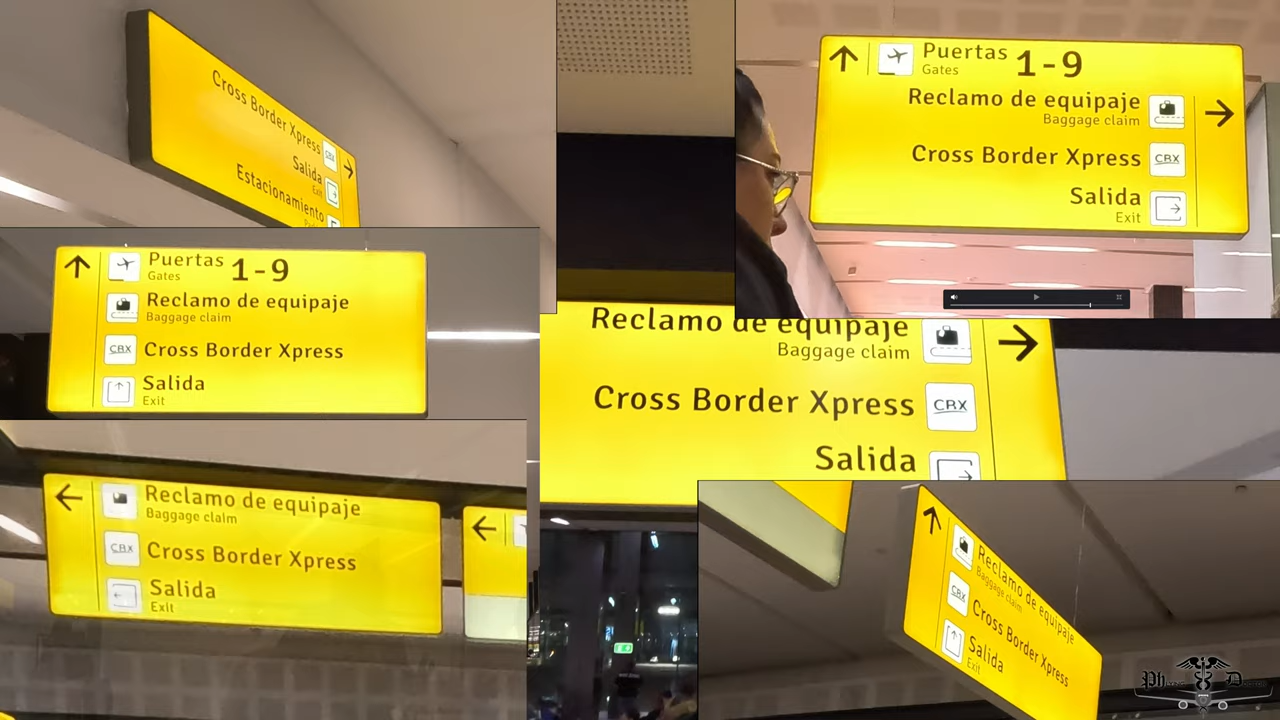 Cross Border Xpress
CBX
Salida
Exit
Estacionamiento
Puertas 1-9
Gates
Reclamo de equipaje
Baggage claim
Cross Border Xpress
CBX
Salida
Exit
Puertas 1-9
Gates
Reclamo de equipaje
Baggage claim
CBX Cross Border Xpress
Salida
Exit
Reclamo de equipaje
Baggage claim
Cross Border Xpress CBX
Salida
Reclamo de equipaje
Baggage claim
CBX Cross Border Xpress
Salida
Exit
Reclamo de equipaje
Baggage claim
CBX Cross Border Xpress
Salida
Exit